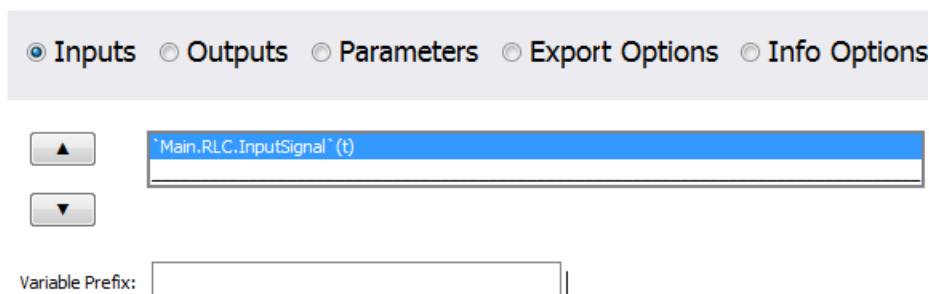 Inputs Outputs Parameters Export Options Info Options
▲
`Main.RLC.InputSignal`(t)
▼
Variable Prefix: